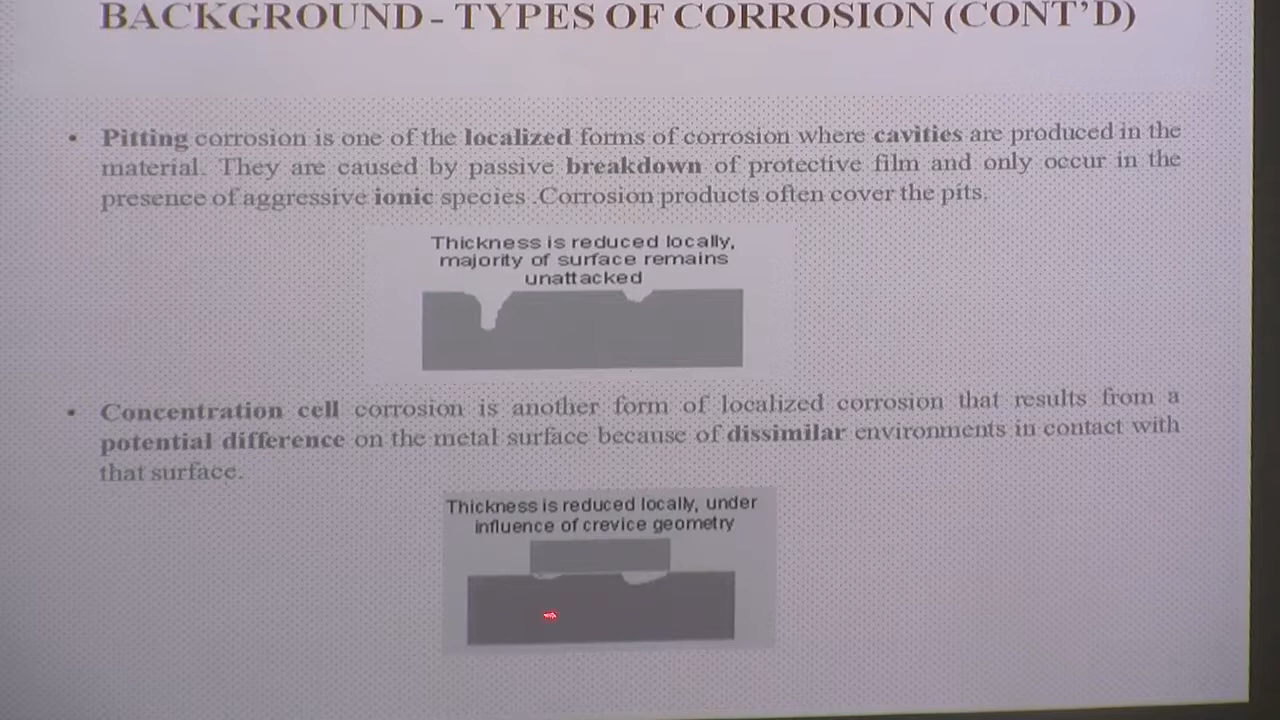 BACKGROUND - TYPES OF CORROSION (CONT'D)
• Pitting corrosion is one of the localized forms of corrosion where cavities are produced in the
material. They are caused by passive breakdown of protective film and only occur in the
presence of aggressive ionic species .Corrosion products often cover the pits.
Thickness is reduced locally,
majority of surface remains
unattacked
• Concentration cell corrosion is another form of localized corrosion that results from a
potential difference on the metal surface because of dissimilar environments in contact with
that surface.
Thickness is reduced locally, under
influence of crevice geometry